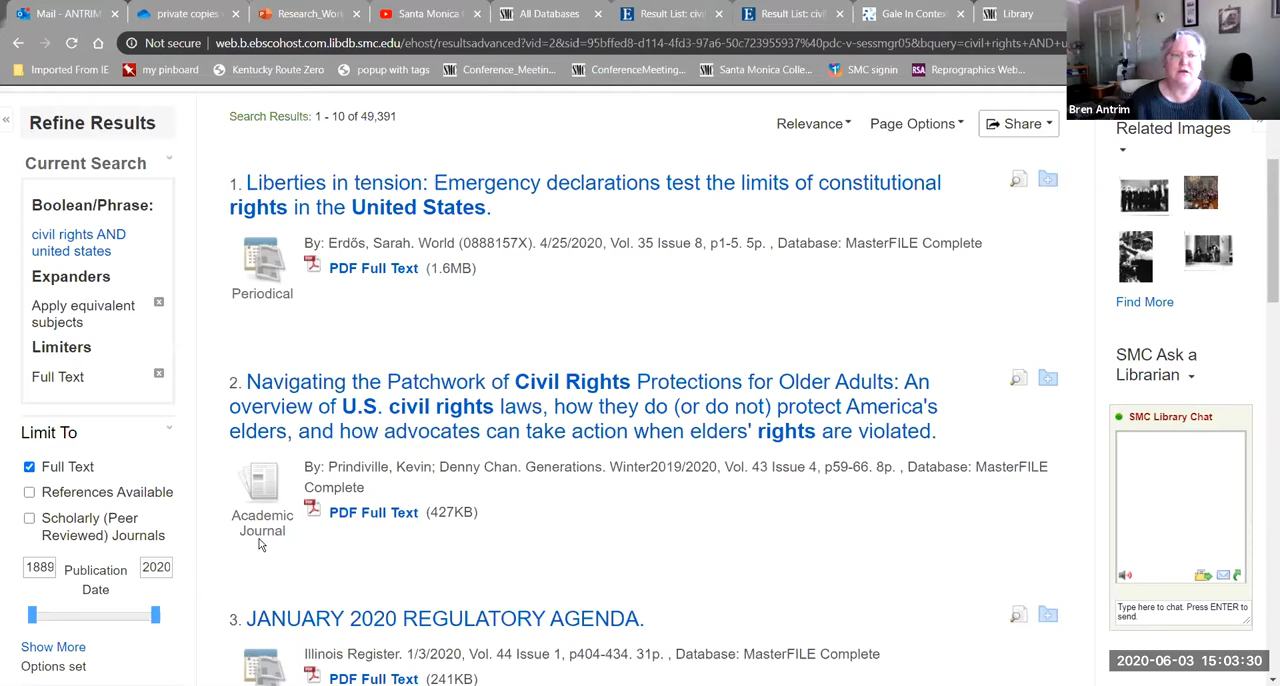 Mail - ANTRIM
private copies
Research_Wor
Santa Monica
All Databases
Result List: civ
Result List: civi
Gale In Contex
Library
Not secure
web.b.ebscohost.com.libdb.smc.edu/ehost/resultsadvanced?vid=2&sid=95bffed8-d114-4fd3-97a6-50c723955937%40pdc-v-sessmgr05&bquery=civil+rights+AND+u
Imported From IE
my pinboard
Kentucky Route Zero
popup with tags
Conference_Meetin...
ConferenceMeeting...
Santa Monica Colle...
SMC signin
Reprographics Web...
Bren Antrim
Refine Results
Current Search
Boolean/Phrase:
civil rights AND
united states
Expanders
Apply equivalent
subjects
Limiters
Full Text
Limit To
Full Text
References Available
Scholarly (Peer
Reviewed) Journals
1889
Publication
Date
2020
Show More
Options set
Search Results: 1 - 10 of 49,391
Relevance
Page Options
Share
1. Liberties in tension: Emergency declarations test the limits of constitutional
rights in the United States.
By: Erdős, Sarah. World (0888157X). 4/25/2020, Vol. 35 Issue 8, p1-5. 5p. , Database: MasterFILE Complete
PDF Full Text (1.6MB)
Periodical
2. Navigating the Patchwork of Civil Rights Protections for Older Adults: An
overview of U.S. civil rights laws, how they do (or do not) protect America's
elders, and how advocates can take action when elders' rights are violated.
By: Prindiville, Kevin; Denny Chan. Generations. Winter2019/2020, Vol. 43 Issue 4, p59-66. 8p. , Database: MasterFILE
Complete
PDF Full Text (427KB)
Academic
Journal
3. JANUARY 2020 REGULATORY AGENDA.
Illinois Register. 1/3/2020, Vol. 44 Issue 1, p404-434. 31p. , Database: MasterFILE Complete
PDF Full Text (241KB)
Related Images
Find More
SMC Ask a
Librarian
SMC Library Chat
Type here to chat. Press ENTER to
send.
2020-06-03 15:03:30